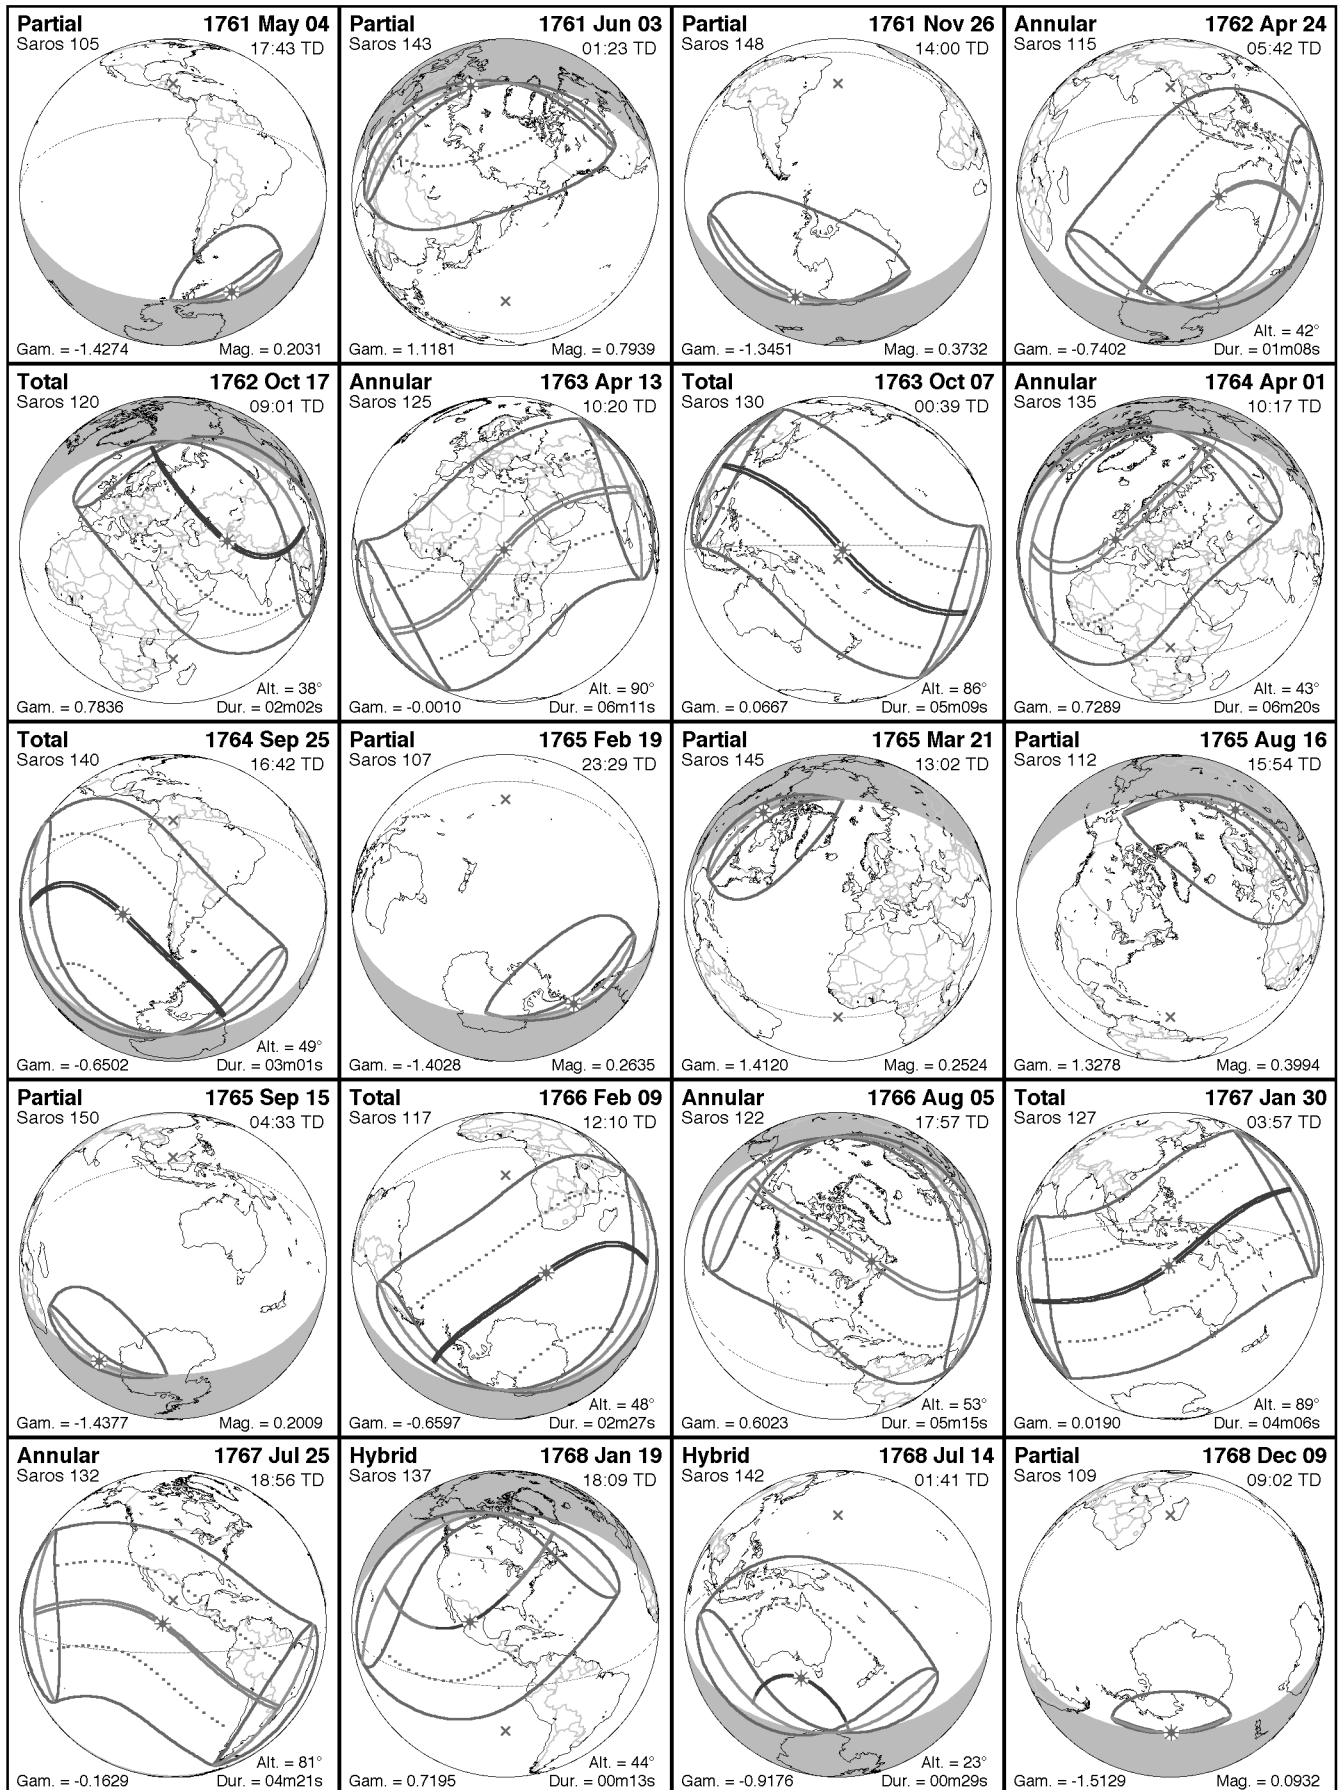 Partial 1761 May 04
Saros 105 17:43 TD
Gam. = -1.4274 Mag. = 0.2031
Partial 1761 Jun 03
Saros 143 01:23 TD
Gam. = 1.1181 Mag. = 0.7939
Partial 1761 Nov 26
Saros 148 14:00 TD
Gam. = -1.3451 Mag. = 0.3732
Annular 1762 Apr 24
Saros 115 05:42 TD
Alt. = 42°
Gam. = -0.7402 Dur. = 01m08s
Total 1762 Oct 17
Saros 120 09:01 TD
Alt. = 38°
Gam. = 0.7836 Dur. = 02m02s
Annular 1763 Apr 13
Saros 125 10:20 TD
Alt. = 90°
Gam. = -0.0010 Dur. = 06m11s
Total 1763 Oct 07
Saros 130 00:39 TD
Alt. = 86°
Gam. = 0.0667 Dur. = 05m09s
Annular 1764 Apr 01
Saros 135 10:17 TD
Alt. = 43°
Gam. = 0.7289 Dur. = 06m20s
Total 1764 Sep 25
Saros 140 16:42 TD
Alt. = 49°
Gam. = -0.6502 Dur. = 03m01s
Partial 1765 Feb 19
Saros 107 23:29 TD
Gam. = -1.4028 Mag. = 0.2635
Partial 1765 Mar 21
Saros 145 13:02 TD
Gam. = 1.4120 Mag. = 0.2524
Partial 1765 Aug 16
Saros 112 15:54 TD
Gam. = 1.3278 Mag. = 0.3994
Partial 1765 Sep 15
Saros 150 04:33 TD
Gam. = -1.4377 Mag. = 0.2009
Total 1766 Feb 09
Saros 117 12:10 TD
Alt. = 48°
Gam. = -0.6597 Dur. = 02m27s
Annular 1766 Aug 05
Saros 122 17:57 TD
Alt. = 53°
Gam. = 0.6023 Dur. = 05m15s
Total 1767 Jan 30
Saros 127 03:57 TD
Alt. = 89°
Gam. = 0.0190 Dur. = 04m06s
Annular 1767 Jul 25
Saros 132 18:56 TD
Alt. = 81°
Gam. = -0.1629 Dur. = 04m21s
Hybrid 1768 Jan 19
Saros 137 18:09 TD
Alt. = 44°
Gam. = 0.7195 Dur. = 00m13s
Hybrid 1768 Jul 14
Saros 142 01:41 TD
Alt. = 23°
Gam. = -0.9176 Dur. = 00m29s
Partial 1768 Dec 09
Saros 109 09:02 TD
Gam. = -1.5129 Mag. = 0.0932